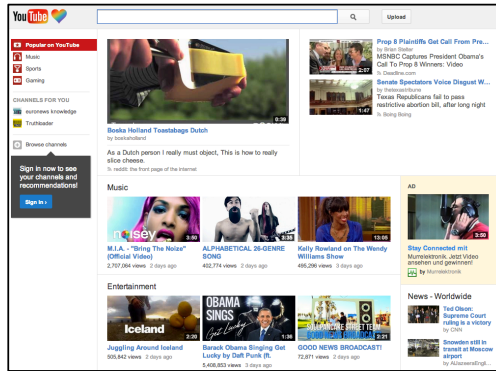 YouTube
Upload
Popular on YouTube
Music
Sports
Gaming
CHANNELS FOR YOU
euronews knowledge
Truthloader
Browse channels
Sign in now to see
your channels and
recommendations!
Sign In ›
0:39
Boska Holland Toastabags Dutch
by boskaholland
As a Dutch person I really must object, This is how to really
slice cheese.
reddit: the front page of the internet
2:07
Prop 8 Plaintiffs Get Call From Pre...
by Brian Stelter
MSNBC Captures President Obama's
Call To Prop 8 Winners: Video
Deadline.com
1:47
Senate Spectators Voice Disgust W...
by thetexastribune
Texas Republicans fail to pass
restrictive abortion bill, after long night
Boing Boing
Music
noisey
3:50
M.I.A. - "Bring The Noize"
(Official Video)
2,707,064 views 2 days ago
3:35
ALPHABETICAL 26-GENRE
SONG
402,774 views 2 days ago
13:05
Kelly Rowland on The Wendy
Williams Show
495,296 views 3 days ago
AD
3:50
Stay Connected mit
Murrelektronik. Jetzt Video
ansehen und gewinnen!
by Murrelektronik
Entertainment
Iceland
2:20
Juggling Around Iceland
505,842 views 2 days ago
OBAMA
SINGS
Get Lucky
1:36
Barack Obama Singing Get
Lucky by Daft Punk (ft.
5,408,853 views 3 days ago
2:21
GOOD NEWS BROADCAST!
72,871 views 2 days ago
News - Worldwide
Ted Olson:
Supreme Court
ruling is a victory
by CNN
Snowden still in
transit at Moscow
airport
by AlJazeeraEngli...